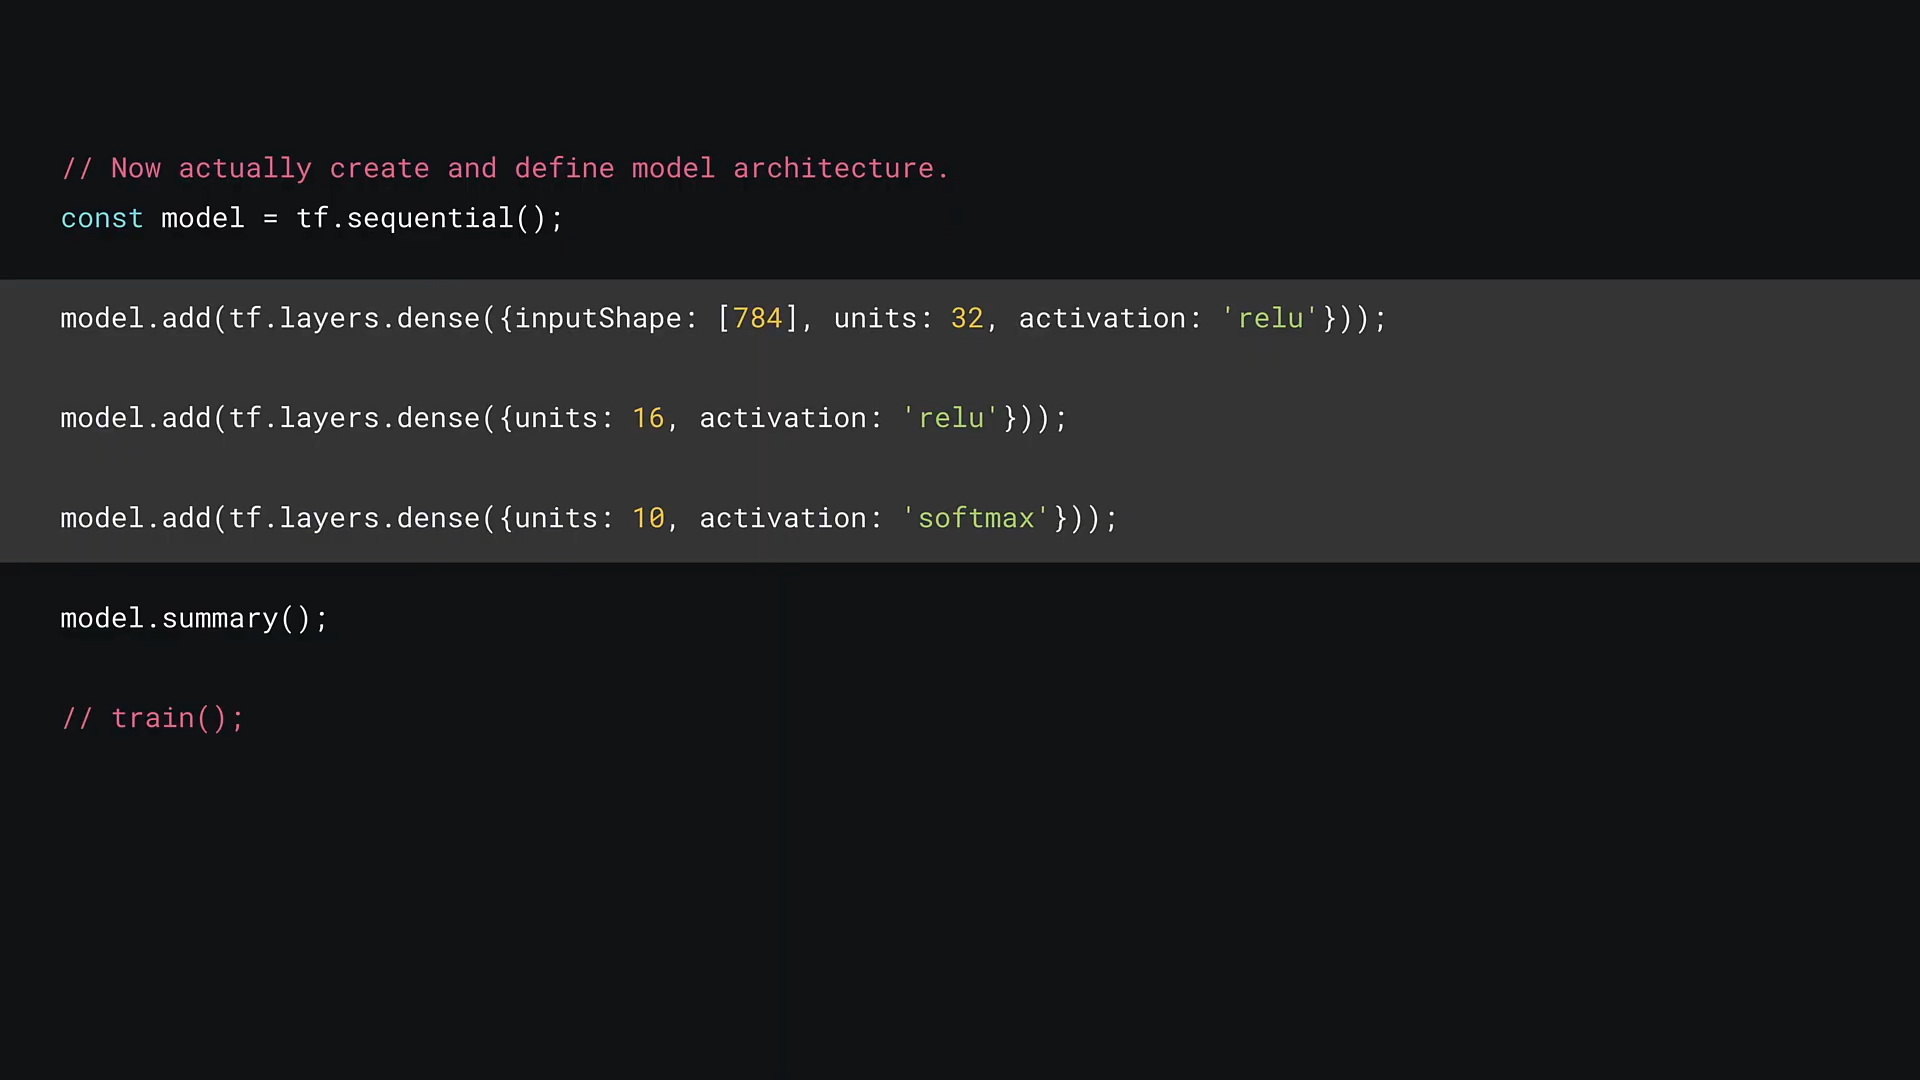 // Now actually create and define model architecture.
const model = tf.sequential();
model.add(tf.layers.dense({inputShape: [784], units: 32, activation: 'relu'}));
model.add(tf.layers.dense({units: 16, activation: 'relu'}));
model.add(tf.layers.dense({units: 10, activation: 'softmax'}));
model.summary();
// train();